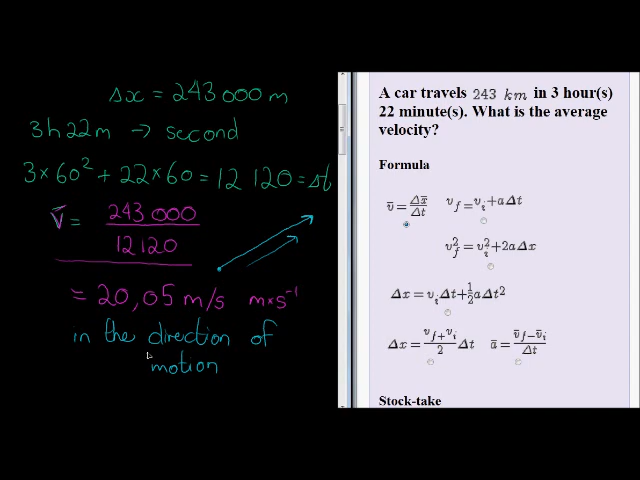 Δx = 243 000 m
3h 22m → second
3 × 60² + 22 × 60 = 12 120 = Δt
v̄ = 243 000 / 12120
= 20,05 m/s m×s⁻¹
in the direction of
motion
A car travels 243 km in 3 hour(s)
22 minute(s). What is the average
velocity?
Formula
v̄ = Δx̄/Δt v_f = v_i + aΔt
v_f² = v_i² + 2aΔx
Δx = v_iΔt + ½aΔt²
Δx = (v_f + v_i)/2 Δt ā = (v̄_f − v̄_i)/Δt
Stock-take